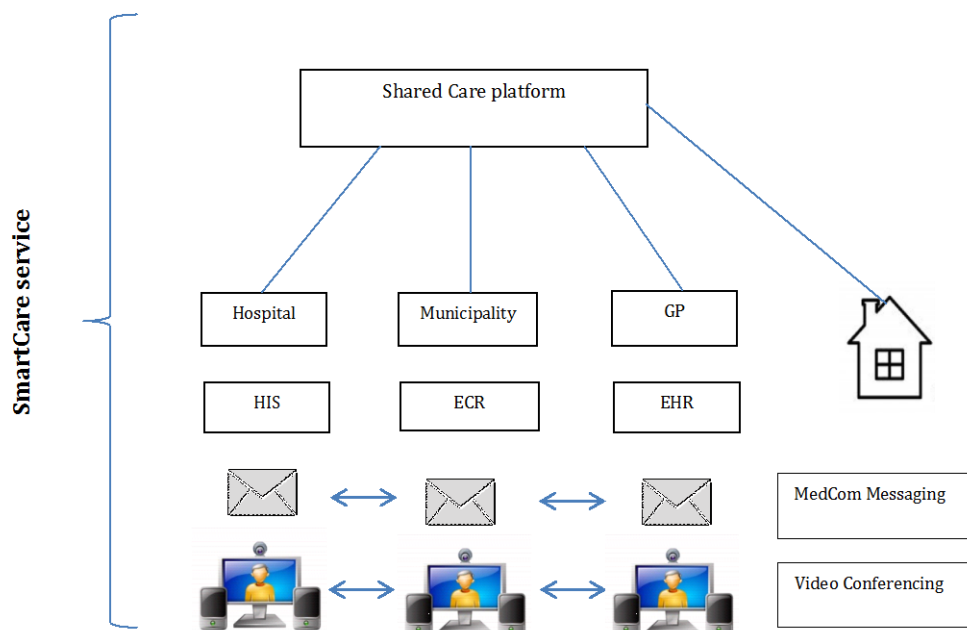 SmartCare service
Shared Care platform
Hospital
Municipality
GP
HIS
ECR
EHR
MedCom Messaging
Video Conferencing